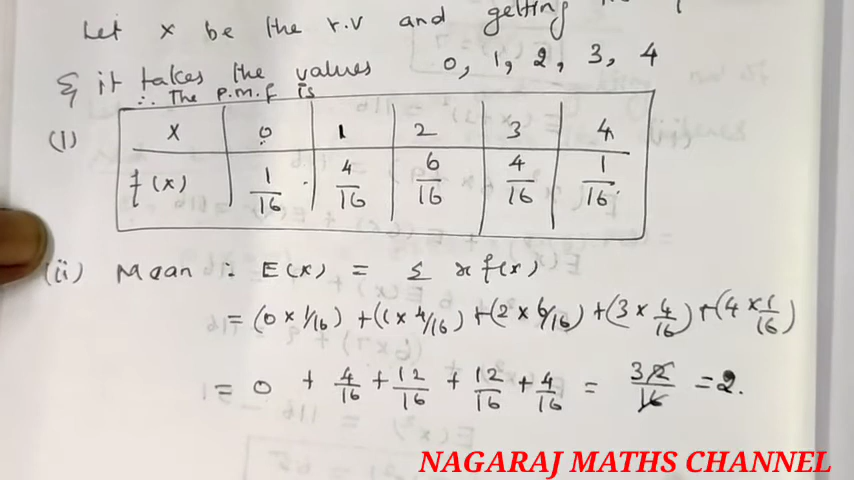 Let x be the r.v and getting
& it takes the values 0, 1, 2, 3, 4
∴ The p.m.f is
(i) X 0 1 2 3 4
f(x) 1/16 4/16 6/16 4/16 1/16
(ii) Mean : E(x) = Σ x f(x)
= (0 × 1/16) + (1 × 4/16) + (2 × 6/16) + (3 × 4/16) + (4 × 1/16)
= 0 + 4/16 + 12/16 + 12/16 + 4/16 = 32/16 = 2.
NAGARAJ MATHS CHANNEL